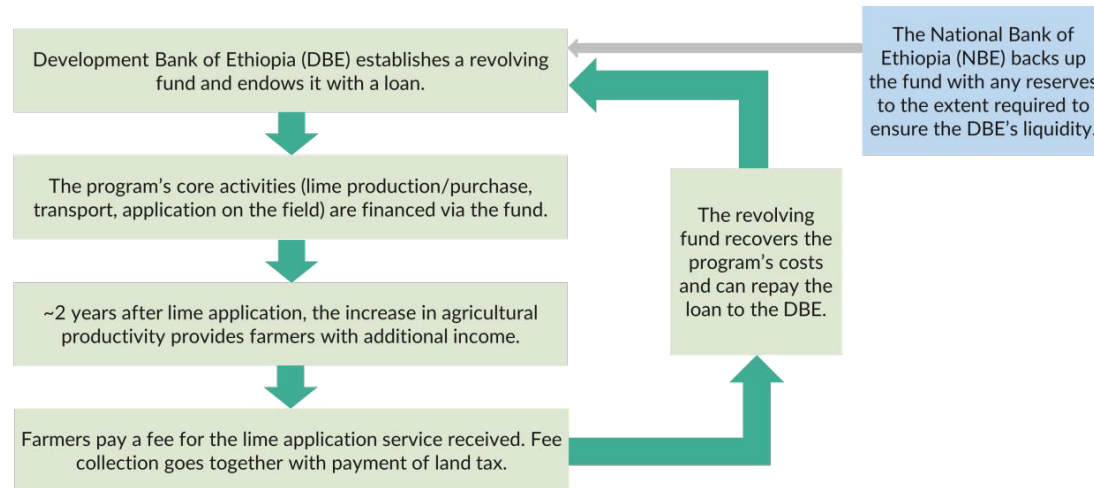 Development Bank of Ethiopia (DBE) establishes a revolving
fund and endows it with a loan.
The program's core activities (lime production/purchase,
transport, application on the field) are financed via the fund.
~2 years after lime application, the increase in agricultural
productivity provides farmers with additional income.
Farmers pay a fee for the lime application service received. Fee
collection goes together with payment of land tax.
The revolving
fund recovers the
program's costs
and can repay the
loan to the DBE.
The National Bank of
Ethiopia (NBE) backs up
the fund with any reserves
to the extent required to
ensure the DBE's liquidity.